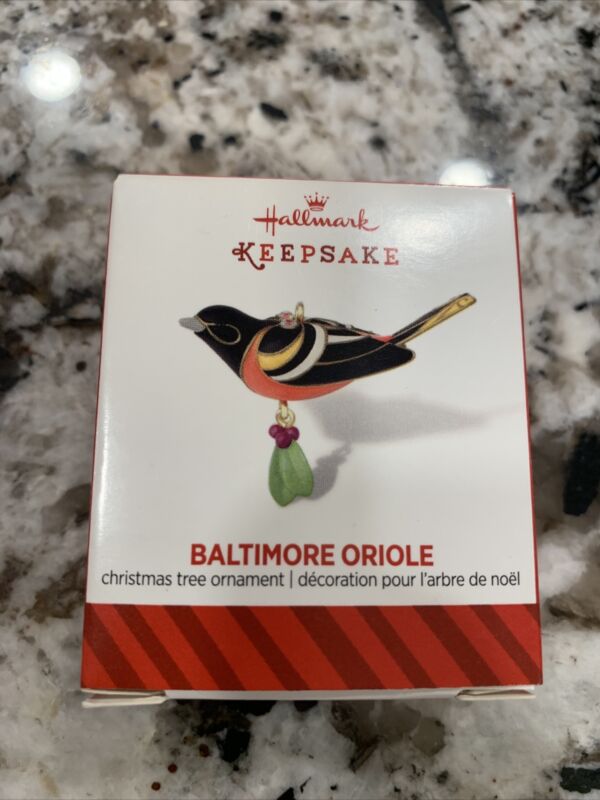 Hallmark
KEEPSAKE
BALTIMORE ORIOLE
christmas tree ornament | décoration pour l'arbre de noël